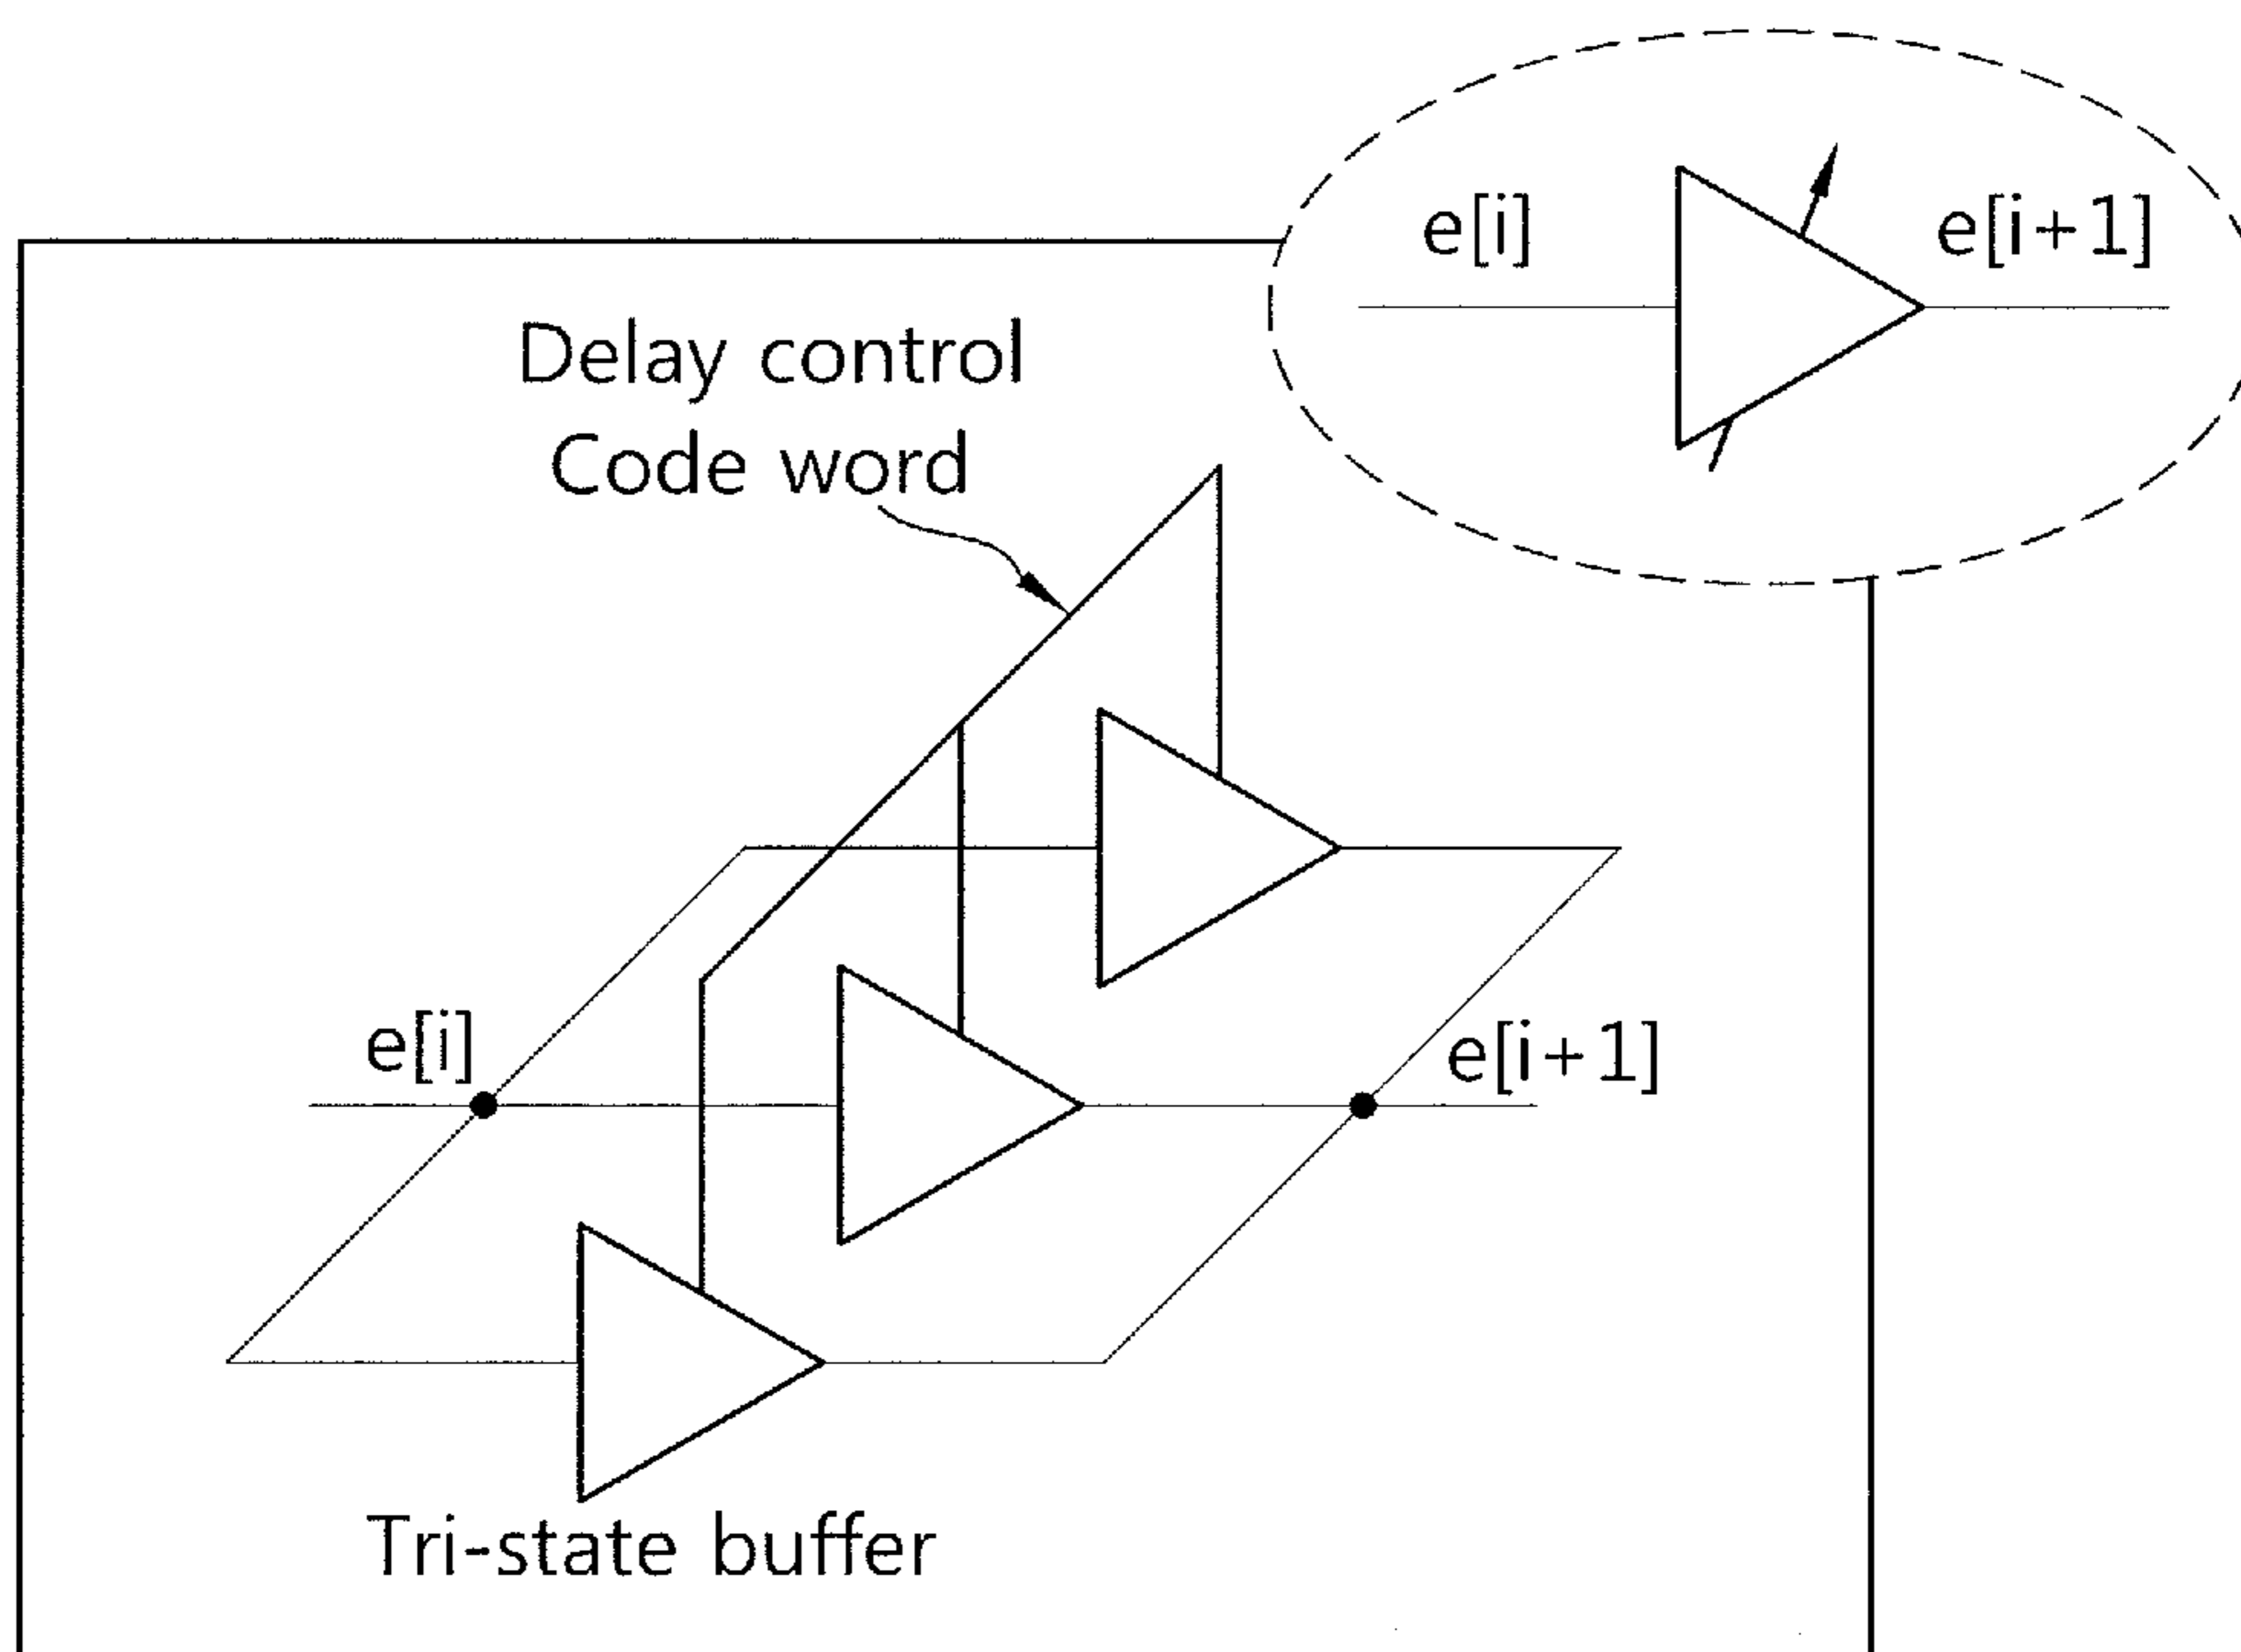 e[i]
e[i+1]
Delay control
Code word
e[i]
e[i+1]
Tri-state buffer